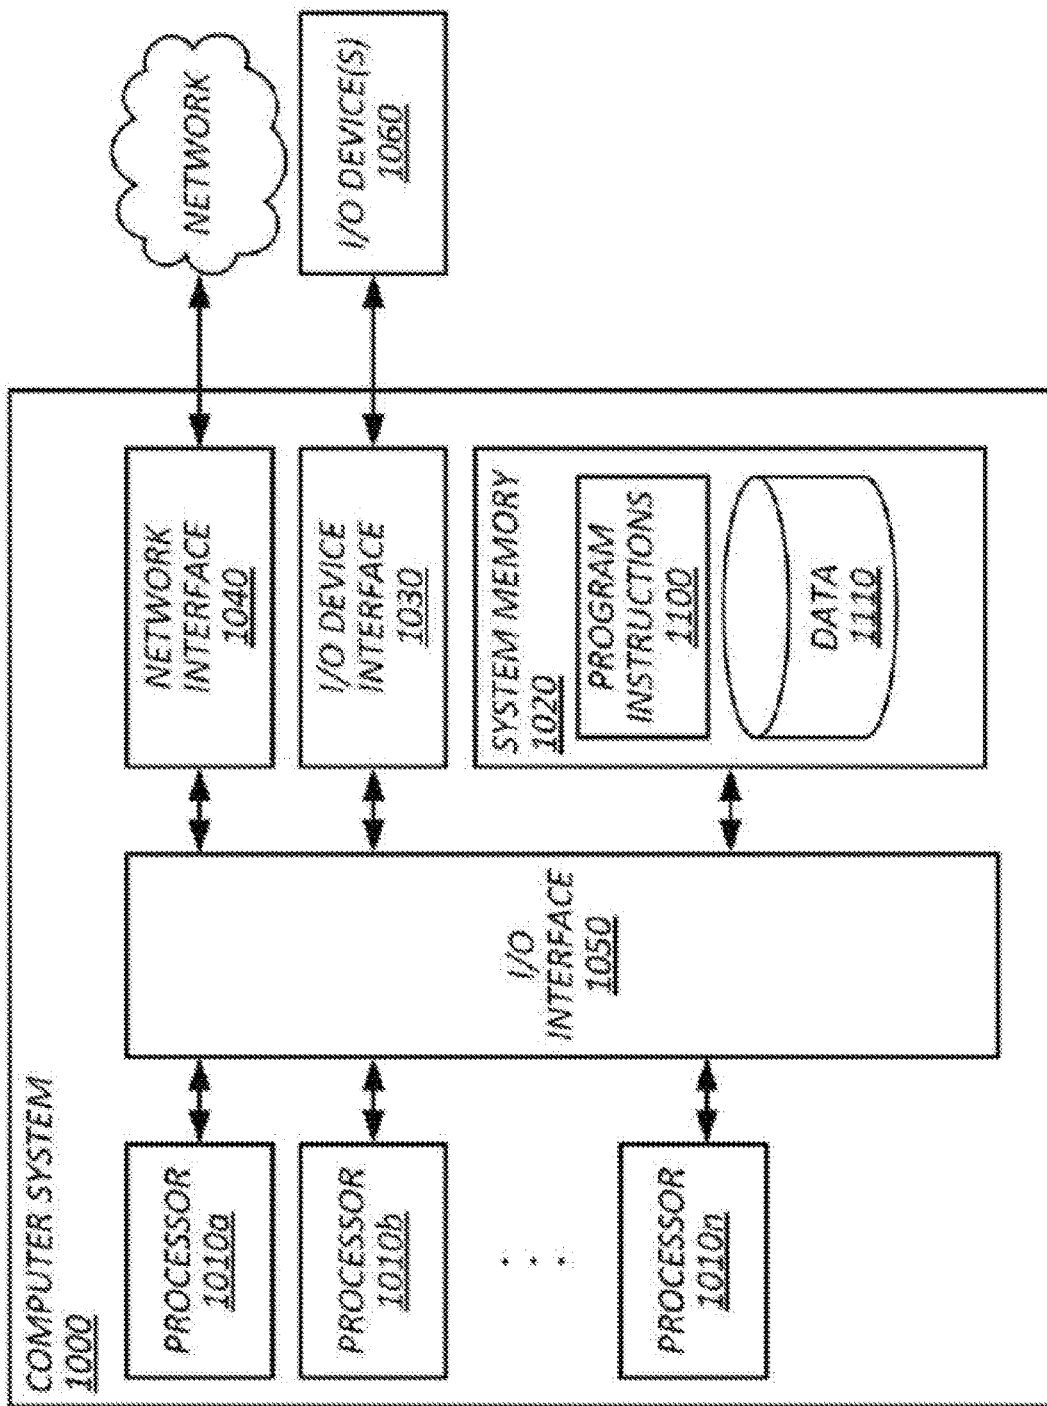 COMPUTER SYSTEM
1000
PROCESSOR
1010a
PROCESSOR
1010b
PROCESSOR
1010n
I/O
INTERFACE
1050
NETWORK
INTERFACE
1040
I/O DEVICE
INTERFACE
1030
SYSTEM MEMORY
1020
PROGRAM
INSTRUCTIONS
1100
DATA
1110
NETWORK
I/O DEVICE(S)
1060